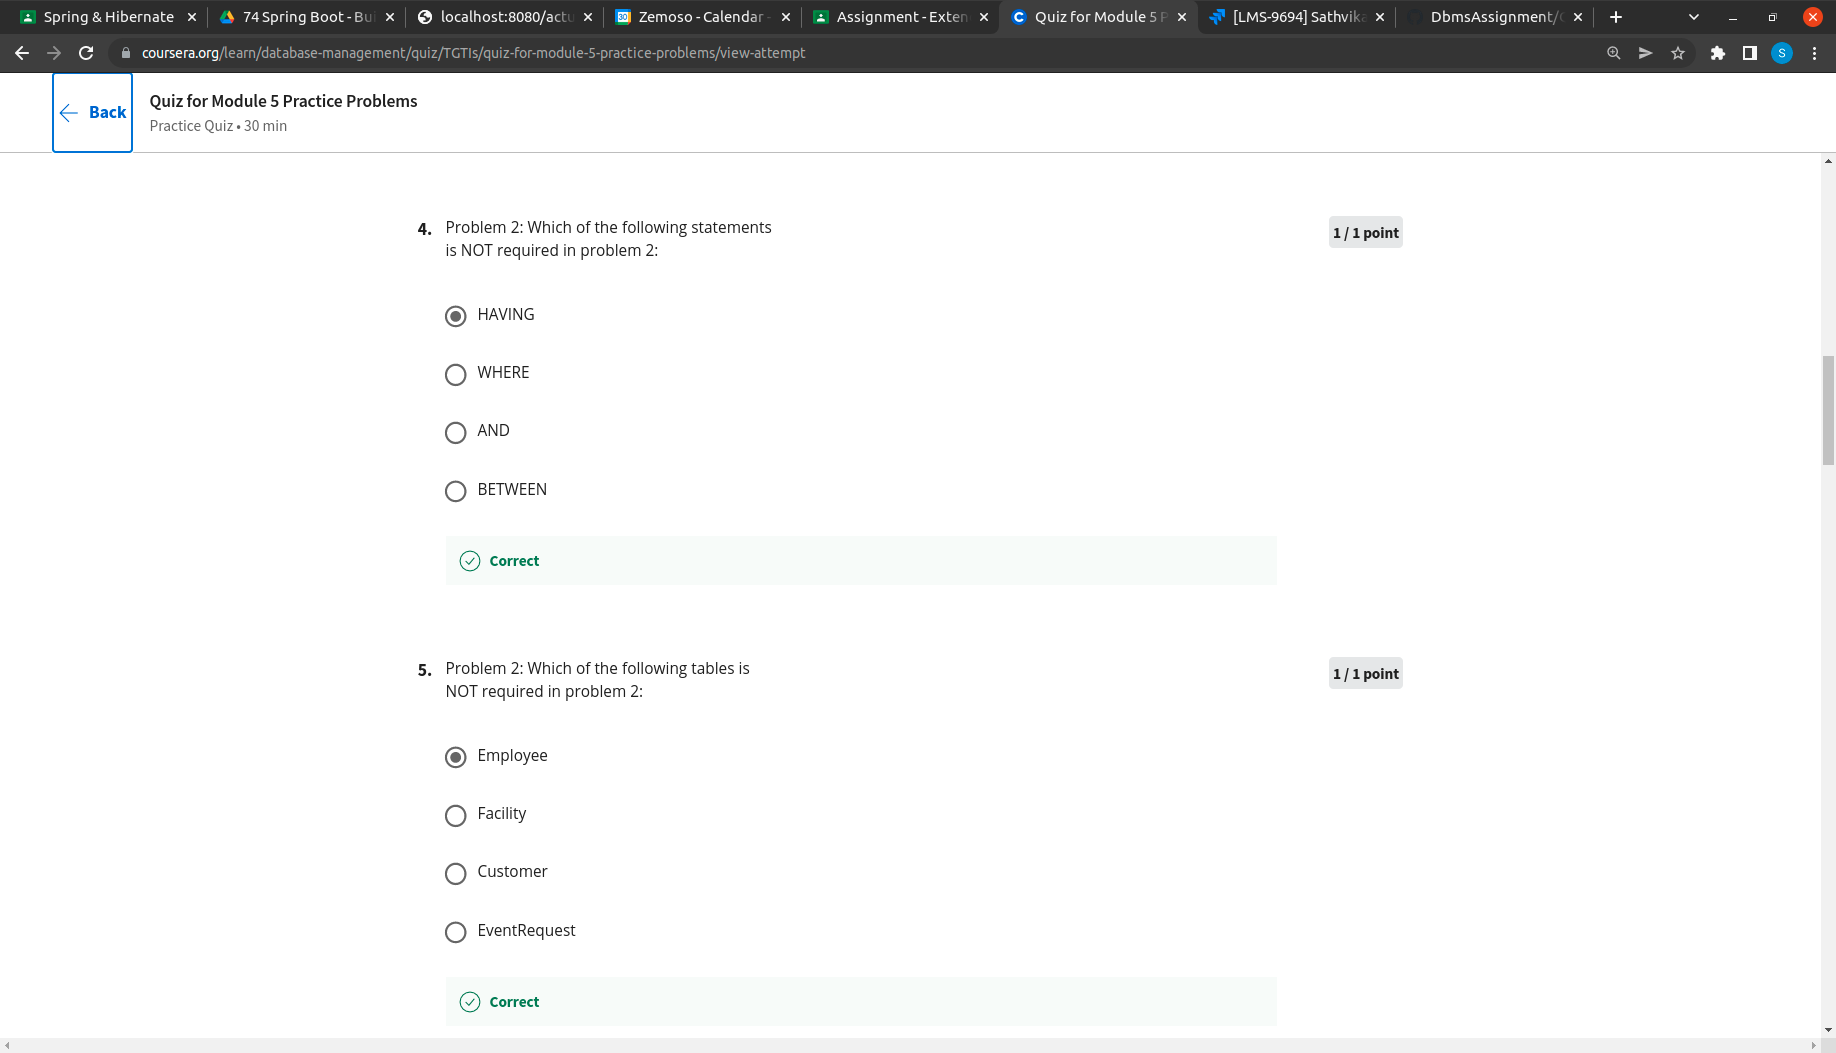 Spring & Hibernate
74 Spring Boot - Bui
localhost:8080/actu
Zemoso - Calendar -
Assignment - Exten
Quiz for Module 5 P
[LMS-9694] Sathvika
DbmsAssignment/
coursera.org/learn/database-management/quiz/TGTIs/quiz-for-module-5-practice-problems/view-attempt
S
Back
Quiz for Module 5 Practice Problems
Practice Quiz • 30 min
4. Problem 2: Which of the following statements
is NOT required in problem 2:
1 / 1 point
HAVING
WHERE
AND
BETWEEN
Correct
5. Problem 2: Which of the following tables is
NOT required in problem 2:
1 / 1 point
Employee
Facility
Customer
EventRequest
Correct